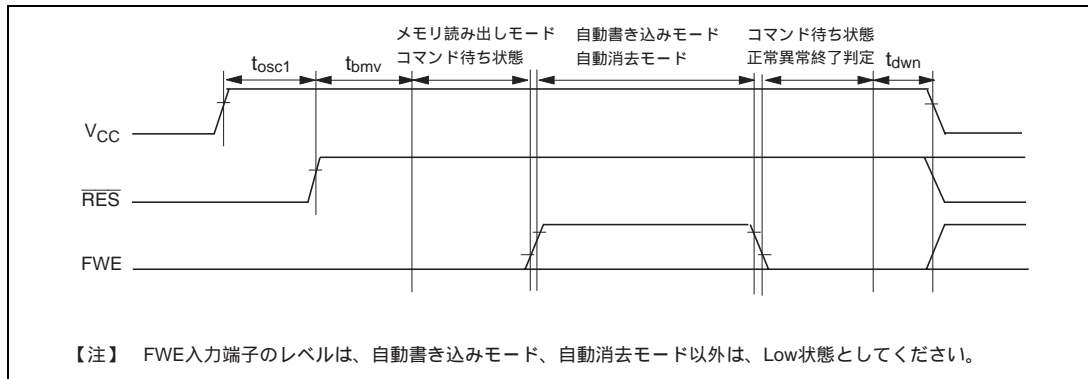 メモリ読み出しモード
コマンド待ち状態
自動書き込みモード
自動消去モード
コマンド待ち状態
正常異常終了判定
tosc1
tbmv
tdwn
VCC
RES
FWE
【注】 FWE入力端子のレベルは、自動書き込みモード、自動消去モード以外は、Low状態としてください。